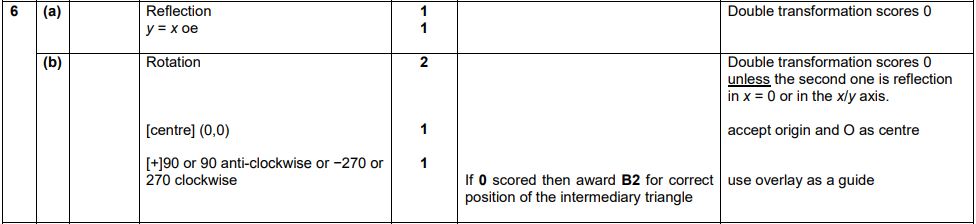 6 (a) Reflection 1 Double transformation scores 0
y = x oe 1
(b) Rotation 2 Double transformation scores 0
unless the second one is reflection
in x = 0 or in the x/y axis.
[centre] (0,0) 1 accept origin and O as centre
[+]90 or 90 anti-clockwise or −270 or 1
270 clockwise If 0 scored then award B2 for correct use overlay as a guide
position of the intermediary triangle